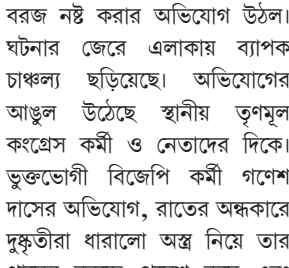 বরজ নষ্ট করার অভিযোগ উঠল।
ঘটনার জেরে এলাকায় ব্যাপক
চাঞ্চল্য ছড়িয়েছে। অভিযোগের
আঙুল উঠেছে স্থানীয় তৃণমূল
কংগ্রেস কর্মী ও নেতাদের দিকে।
ভুক্তভোগী বিজেপি কর্মী গণেশ
দাসের অভিযোগ, রাতের অন্ধকারে
দুষ্কৃতীরা ধারালো অস্ত্র নিয়ে তার